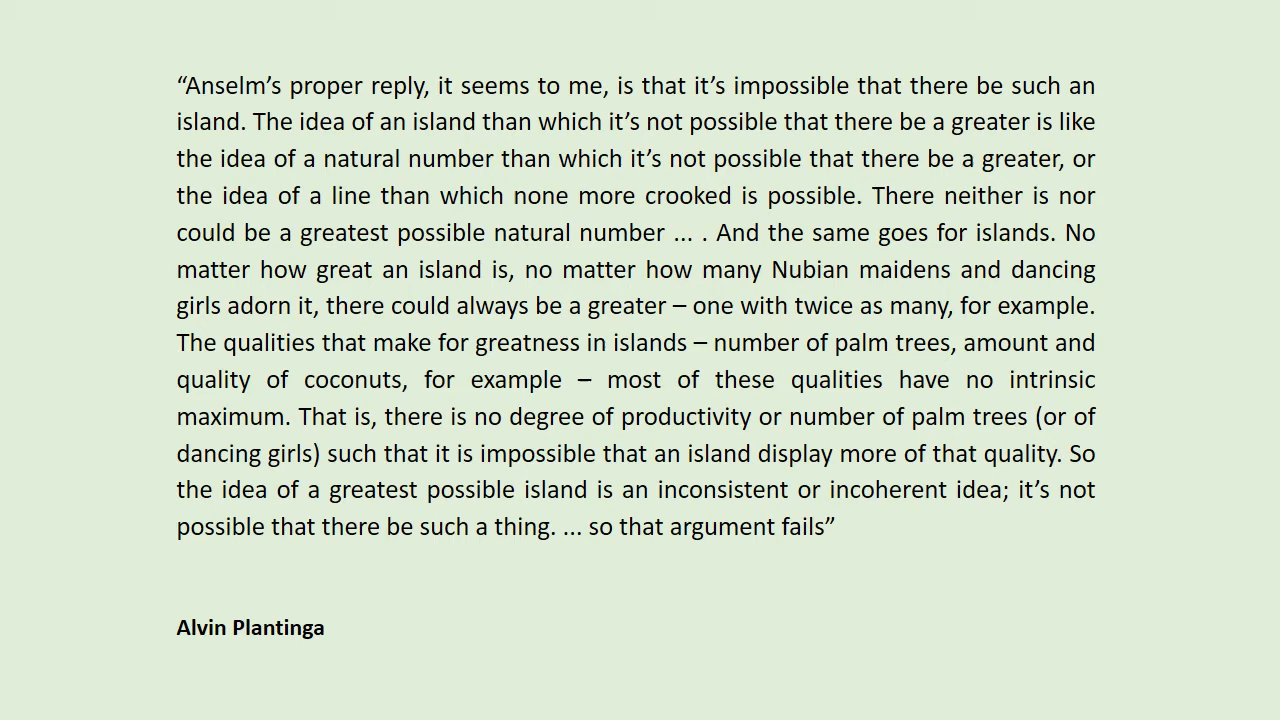 “Anselm’s proper reply, it seems to me, is that it’s impossible that there be such an
island. The idea of an island than which it’s not possible that there be a greater is like
the idea of a natural number than which it’s not possible that there be a greater, or
the idea of a line than which none more crooked is possible. There neither is nor
could be a greatest possible natural number ... . And the same goes for islands. No
matter how great an island is, no matter how many Nubian maidens and dancing
girls adorn it, there could always be a greater – one with twice as many, for example.
The qualities that make for greatness in islands – number of palm trees, amount and
quality of coconuts, for example – most of these qualities have no intrinsic
maximum. That is, there is no degree of productivity or number of palm trees (or of
dancing girls) such that it is impossible that an island display more of that quality. So
the idea of a greatest possible island is an inconsistent or incoherent idea; it’s not
possible that there be such a thing. ... so that argument fails”
Alvin Plantinga